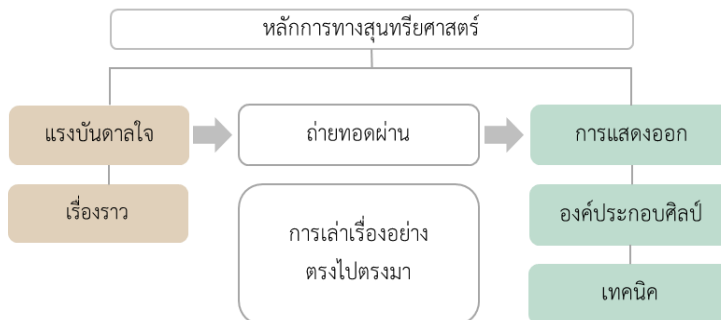 หลักการทางสุนทรียศาสตร์
แรงบันดาลใจ
ถ่ายทอดผ่าน
การแสดงออก
เรื่องราว
การเล่าเรื่องอย่าง
ตรงไปตรงมา
องค์ประกอบศิลป์
เทคนิค